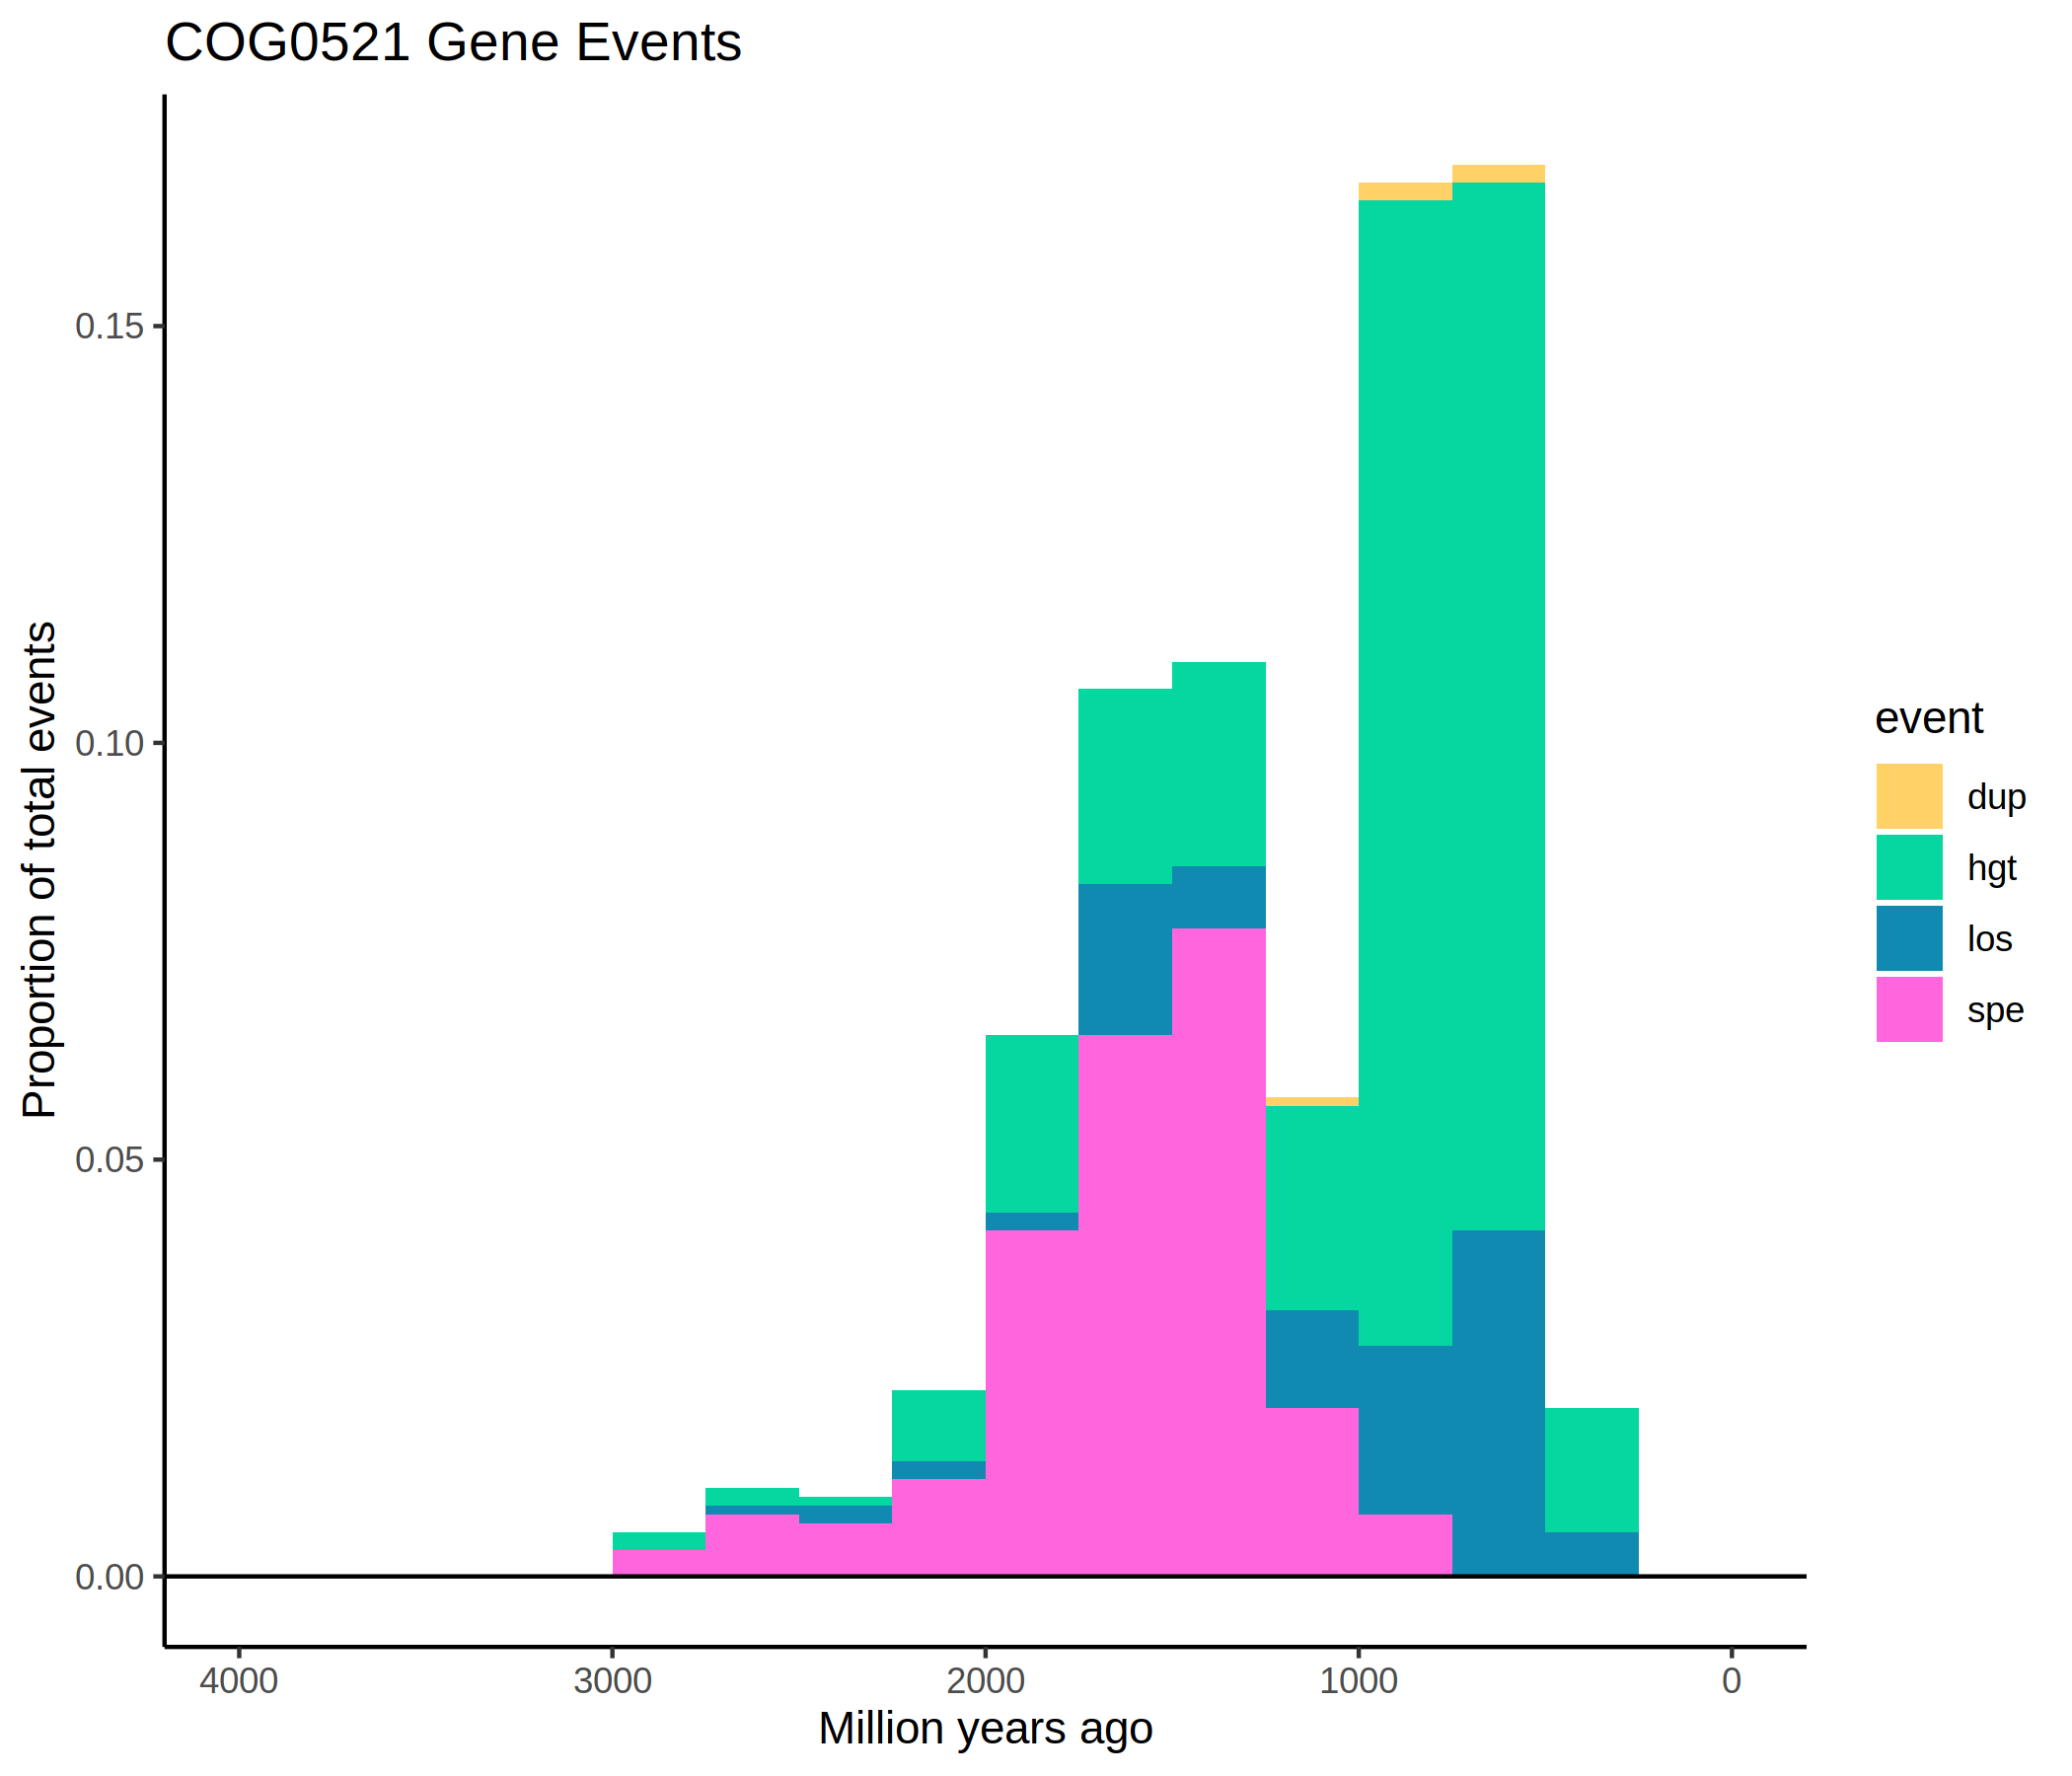 COG0521 Gene Events
Proportion of total events
0.15
0.10
0.05
0.00
4000 3000 2000 1000 0
Million years ago
event
dup
hgt
los
spe